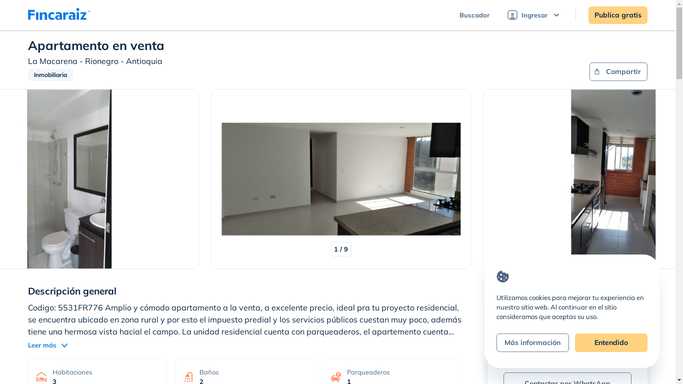 Fincaraiz
Buscador
Ingresar
Publica gratis
Apartamento en venta
La Macarena - Rionegro - Antioquia
Inmobiliaria
Compartir
1 / 9
Descripción general
Codigo: 5531FR776 Amplio y cómodo apartamento a la venta, a excelente precio, ideal pra tu proyecto residencial,
se encuentra ubicado en zona rural y por esto el impuesto predial y los servicios públicos cuestan muy poco, además
tiene una hermosa vista hacia el campo. La unidad residencial cuenta con parqueaderos, el apartemento cuenta...
Leer más
Habitaciones
3
Baños
2
Parqueaderos
1
Utilizamos cookies para mejorar tu experiencia en
nuestro sitio web. Al continuar en el sitio
consideramos que aceptas su uso.
Más información
Entendido
Contactar por WhatsApp